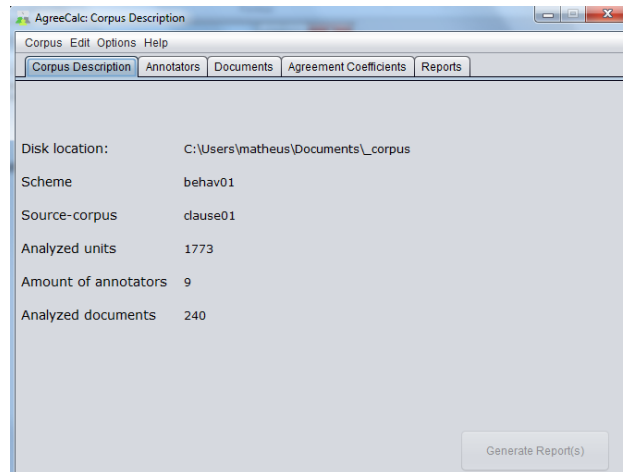 AgreeCalc: Corpus Description
Corpus Edit Options Help
Corpus Description Annotators Documents Agreement Coefficients Reports
Disk location: C:\Users\matheus\Documents\_corpus
Scheme behav01
Source-corpus clause01
Analyzed units 1773
Amount of annotators 9
Analyzed documents 240
Generate Report(s)